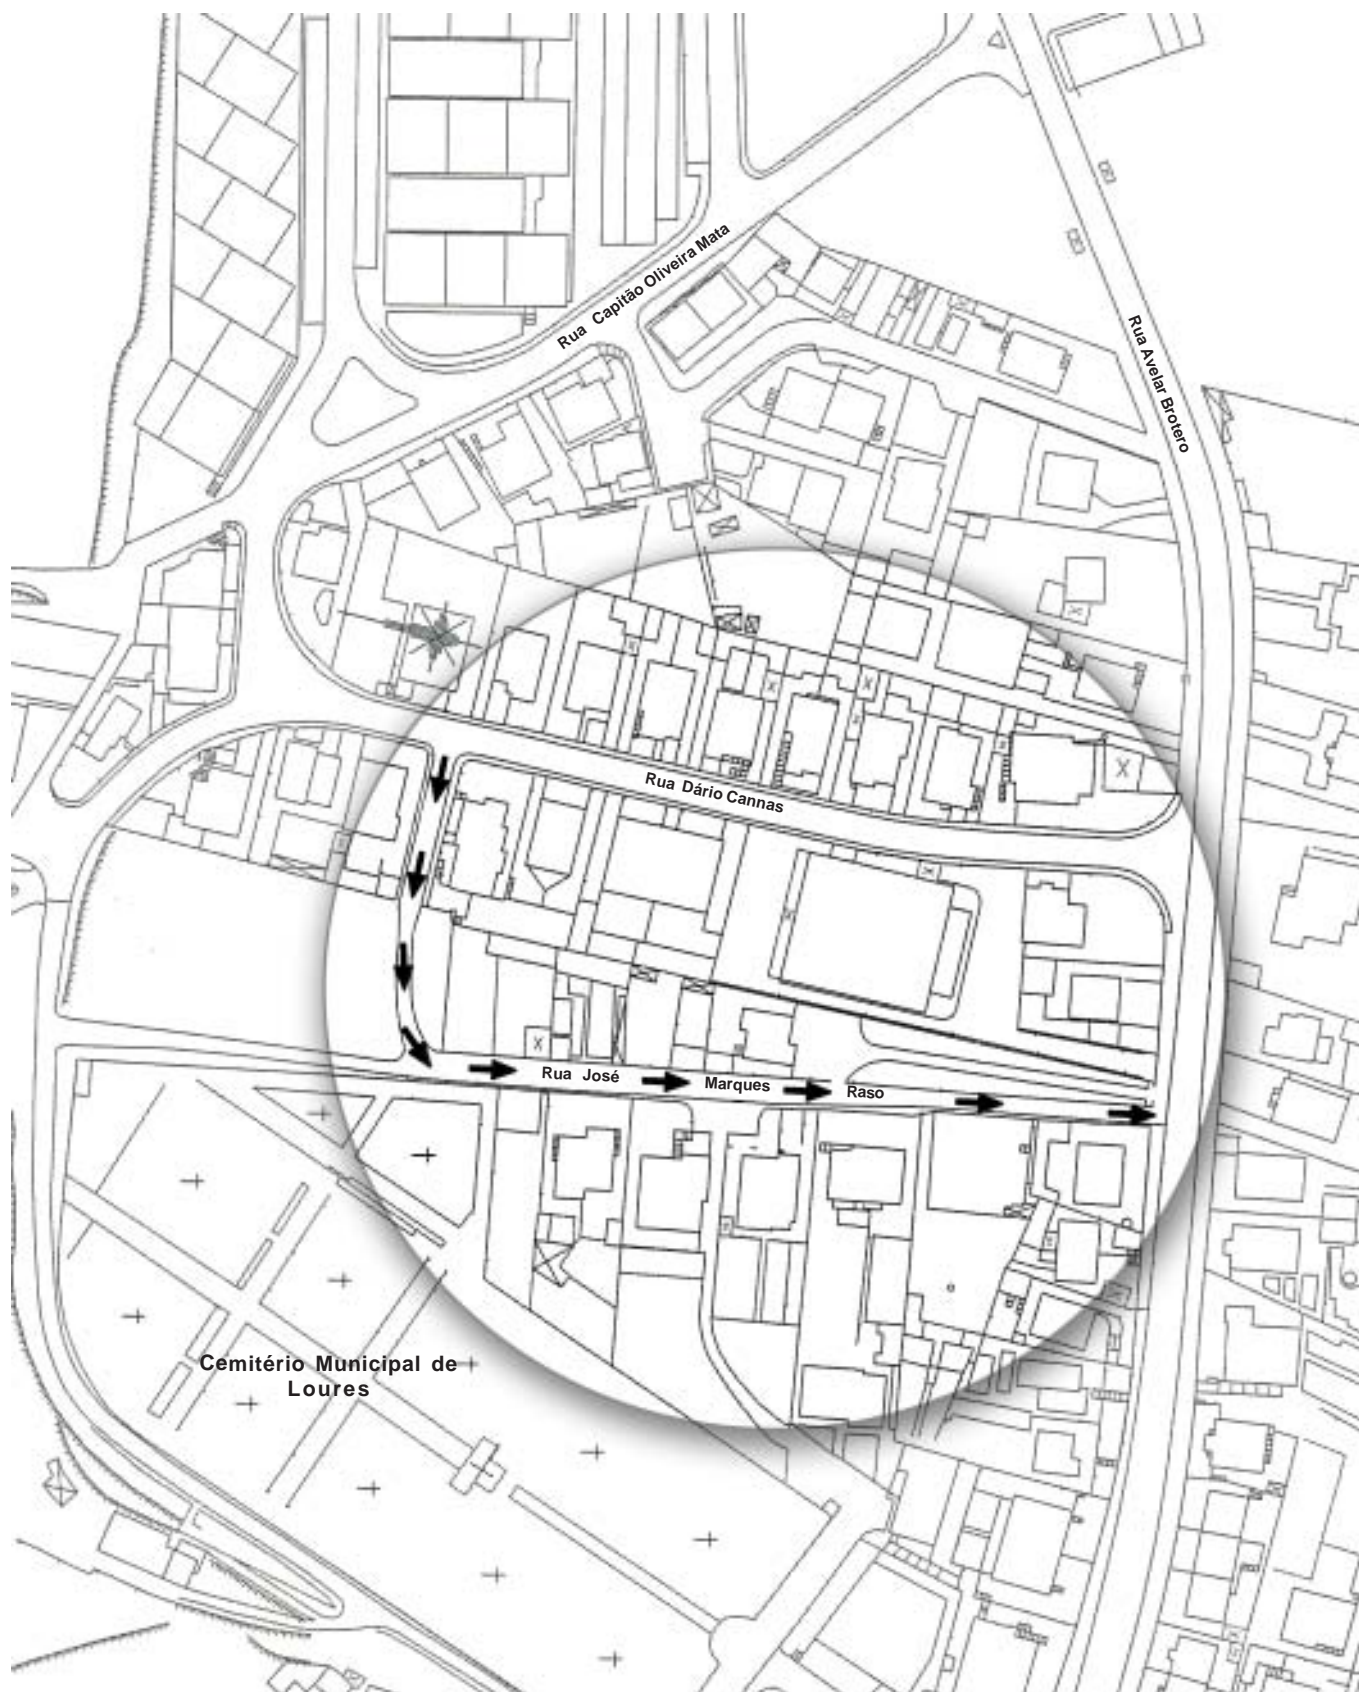 Rua Capitão Oliveira Mata
Rua Avelar Brotero
Rua Dário Cannas
Rua José Marques Raso
Cemitério Municipal de
Loures